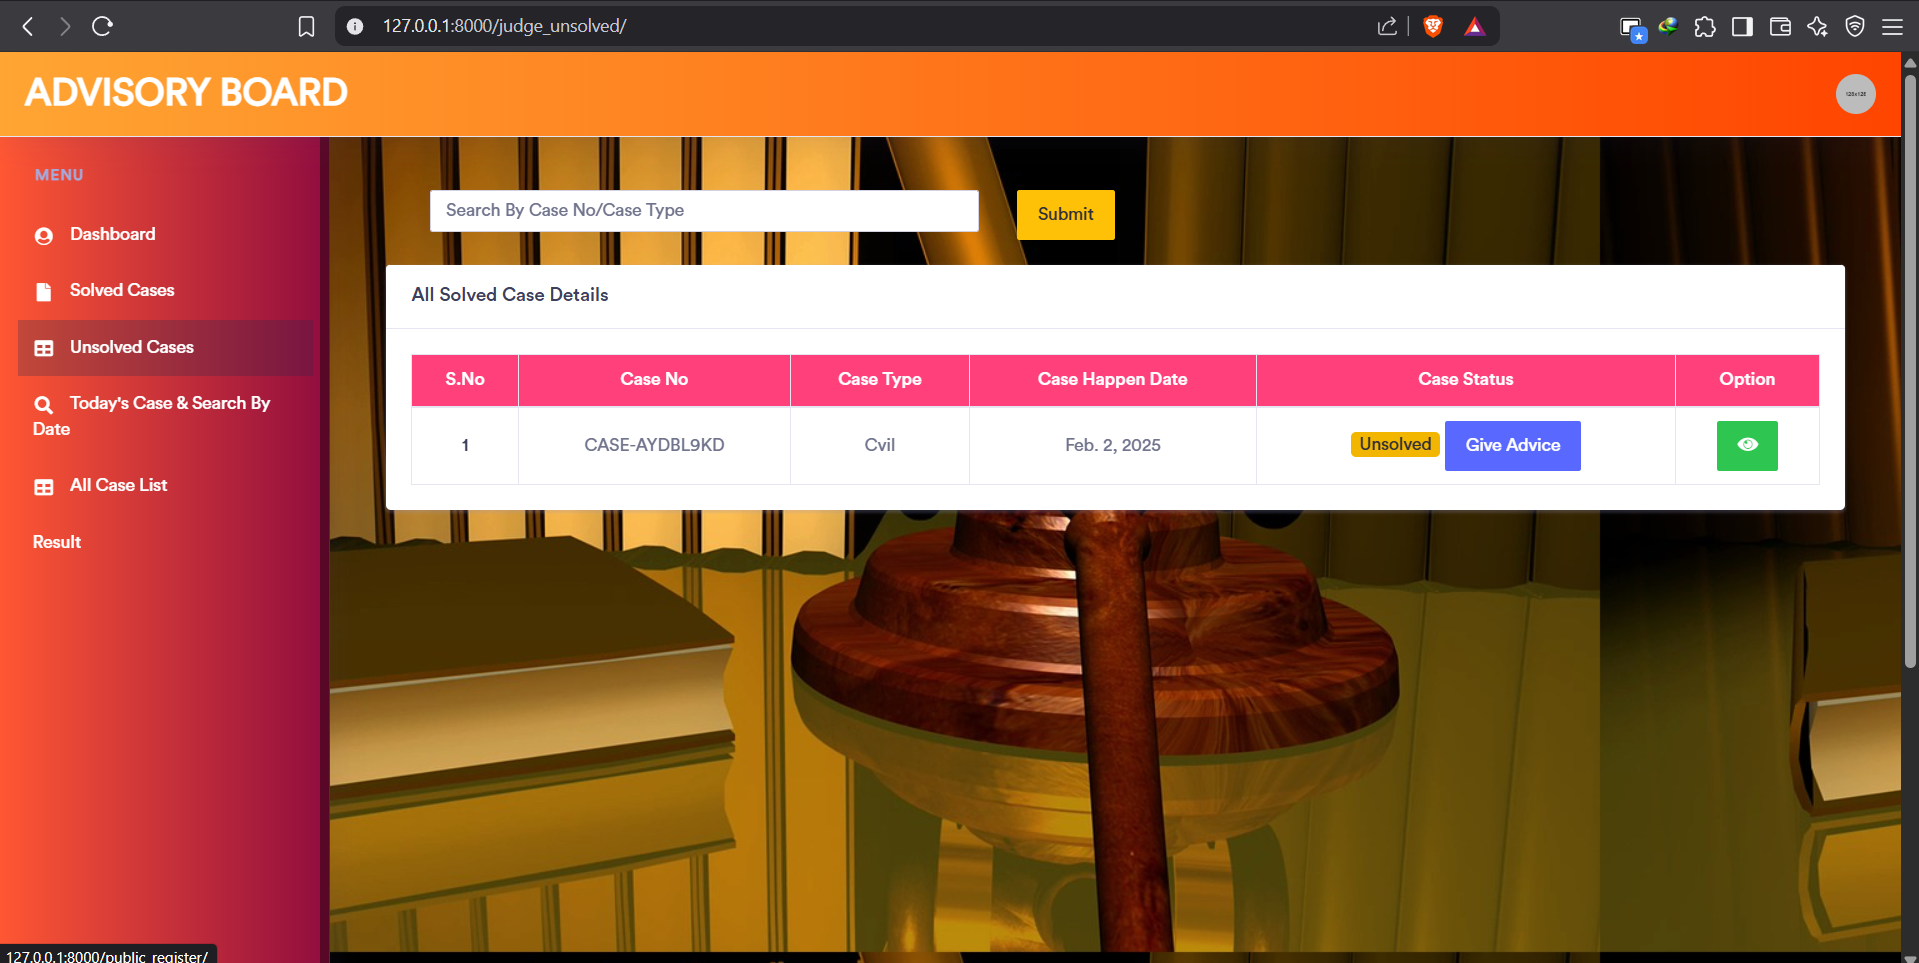 127.0.0.1:8000/judge_unsolved/
ADVISORY BOARD
128x128
MENU
Dashboard
Solved Cases
Unsolved Cases
Today's Case & Search By
Date
All Case List
Result
Search By Case No/Case Type
Submit
All Solved Case Details
S.No Case No Case Type Case Happen Date Case Status Option
1 CASE-AYDBL9KD Cvil Feb. 2, 2025 Unsolved Give Advice
127.0.0.1:8000/public_register/